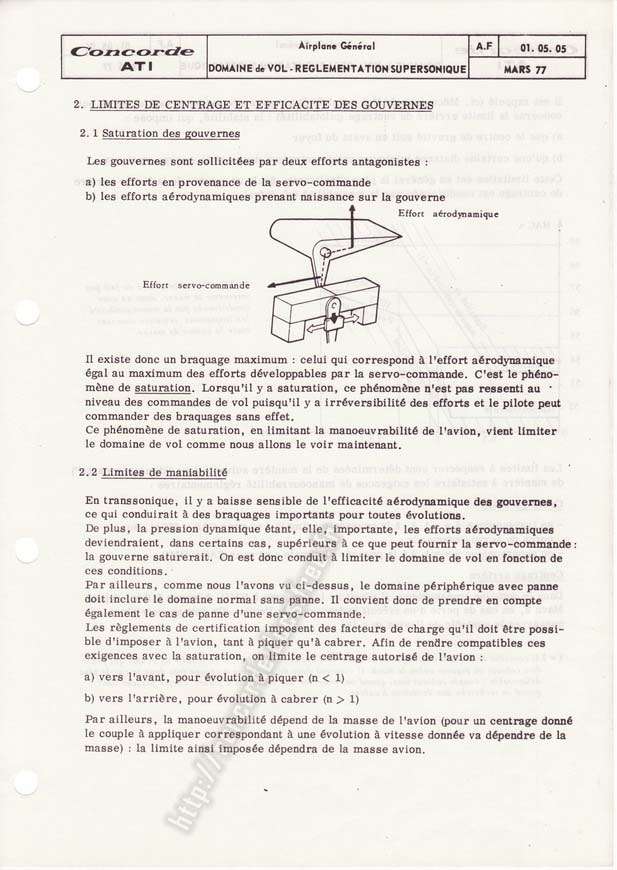 Concorde
ATI
Airplane Général
DOMAINE de VOL - REGLEMENTATION SUPERSONIQUE
A.F
01. 05. 05
MARS 77
2. LIMITES DE CENTRAGE ET EFFICACITE DES GOUVERNES
2. 1 Saturation des gouvernes
Les gouvernes sont sollicitées par deux efforts antagonistes :
a) les efforts en provenance de la servo-commande
b) les efforts aérodynamiques prenant naissance sur la gouverne
Effort aérodynamique
Effort servo-commande
Il existe donc un braquage maximum : celui qui correspond à l'effort aérodynamique
égal au maximum des efforts développables par la servo-commande. C'est le phéno-
mène de saturation. Lorsqu'il y a saturation, ce phénomène n'est pas ressenti au
niveau des commandes de vol puisqu'il y a irréversibilité des efforts et le pilote peut
commander des braquages sans effet.
Ce phénomène de saturation, en limitant la manoeuvrabilité de l'avion, vient limiter
le domaine de vol comme nous allons le voir maintenant.
2. 2 Limites de maniabilité
En transsonique, il y a baisse sensible de l'efficacité aérodynamique des gouvernes,
ce qui conduirait à des braquages importants pour toutes évolutions.
De plus, la pression dynamique étant, elle, importante, les efforts aérodynamiques
deviendraient, dans certains cas, supérieurs à ce que peut fournir la servo-commande :
la gouverne saturerait. On est donc conduit à limiter le domaine de vol en fonction de
ces conditions.
Par ailleurs, comme nous l'avons vu ci-dessus, le domaine périphérique avec panne
doit inclure le domaine normal sans panne. Il convient donc de prendre en compte
également le cas de panne d'une servo-commande.
Les règlements de certification imposent des facteurs de charge qu'il doit être possi-
ble d'imposer à l'avion, tant à piquer qu'à cabrer. Afin de rendre compatibles ces
exigences avec la saturation, on limite le centrage autorisé de l'avion :
a) vers l'avant, pour évolution à piquer (n < 1)
b) vers l'arrière, pour évolution à cabrer (n > 1)
Par ailleurs, la manoeuvrabilité dépend de la masse de l'avion (pour un centrage donné
le couple à appliquer correspondant à une évolution à vitesse donnée va dépendre de la
masse) : la limite ainsi imposée dépendra de la masse avion.